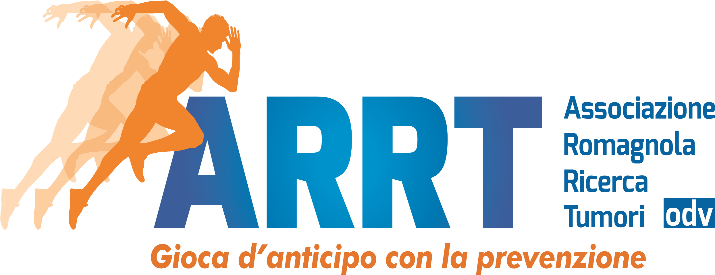 ARRT
Associazione
Romagnola
Ricerca
Tumori odv
Gioca d'anticipo con la prevenzione